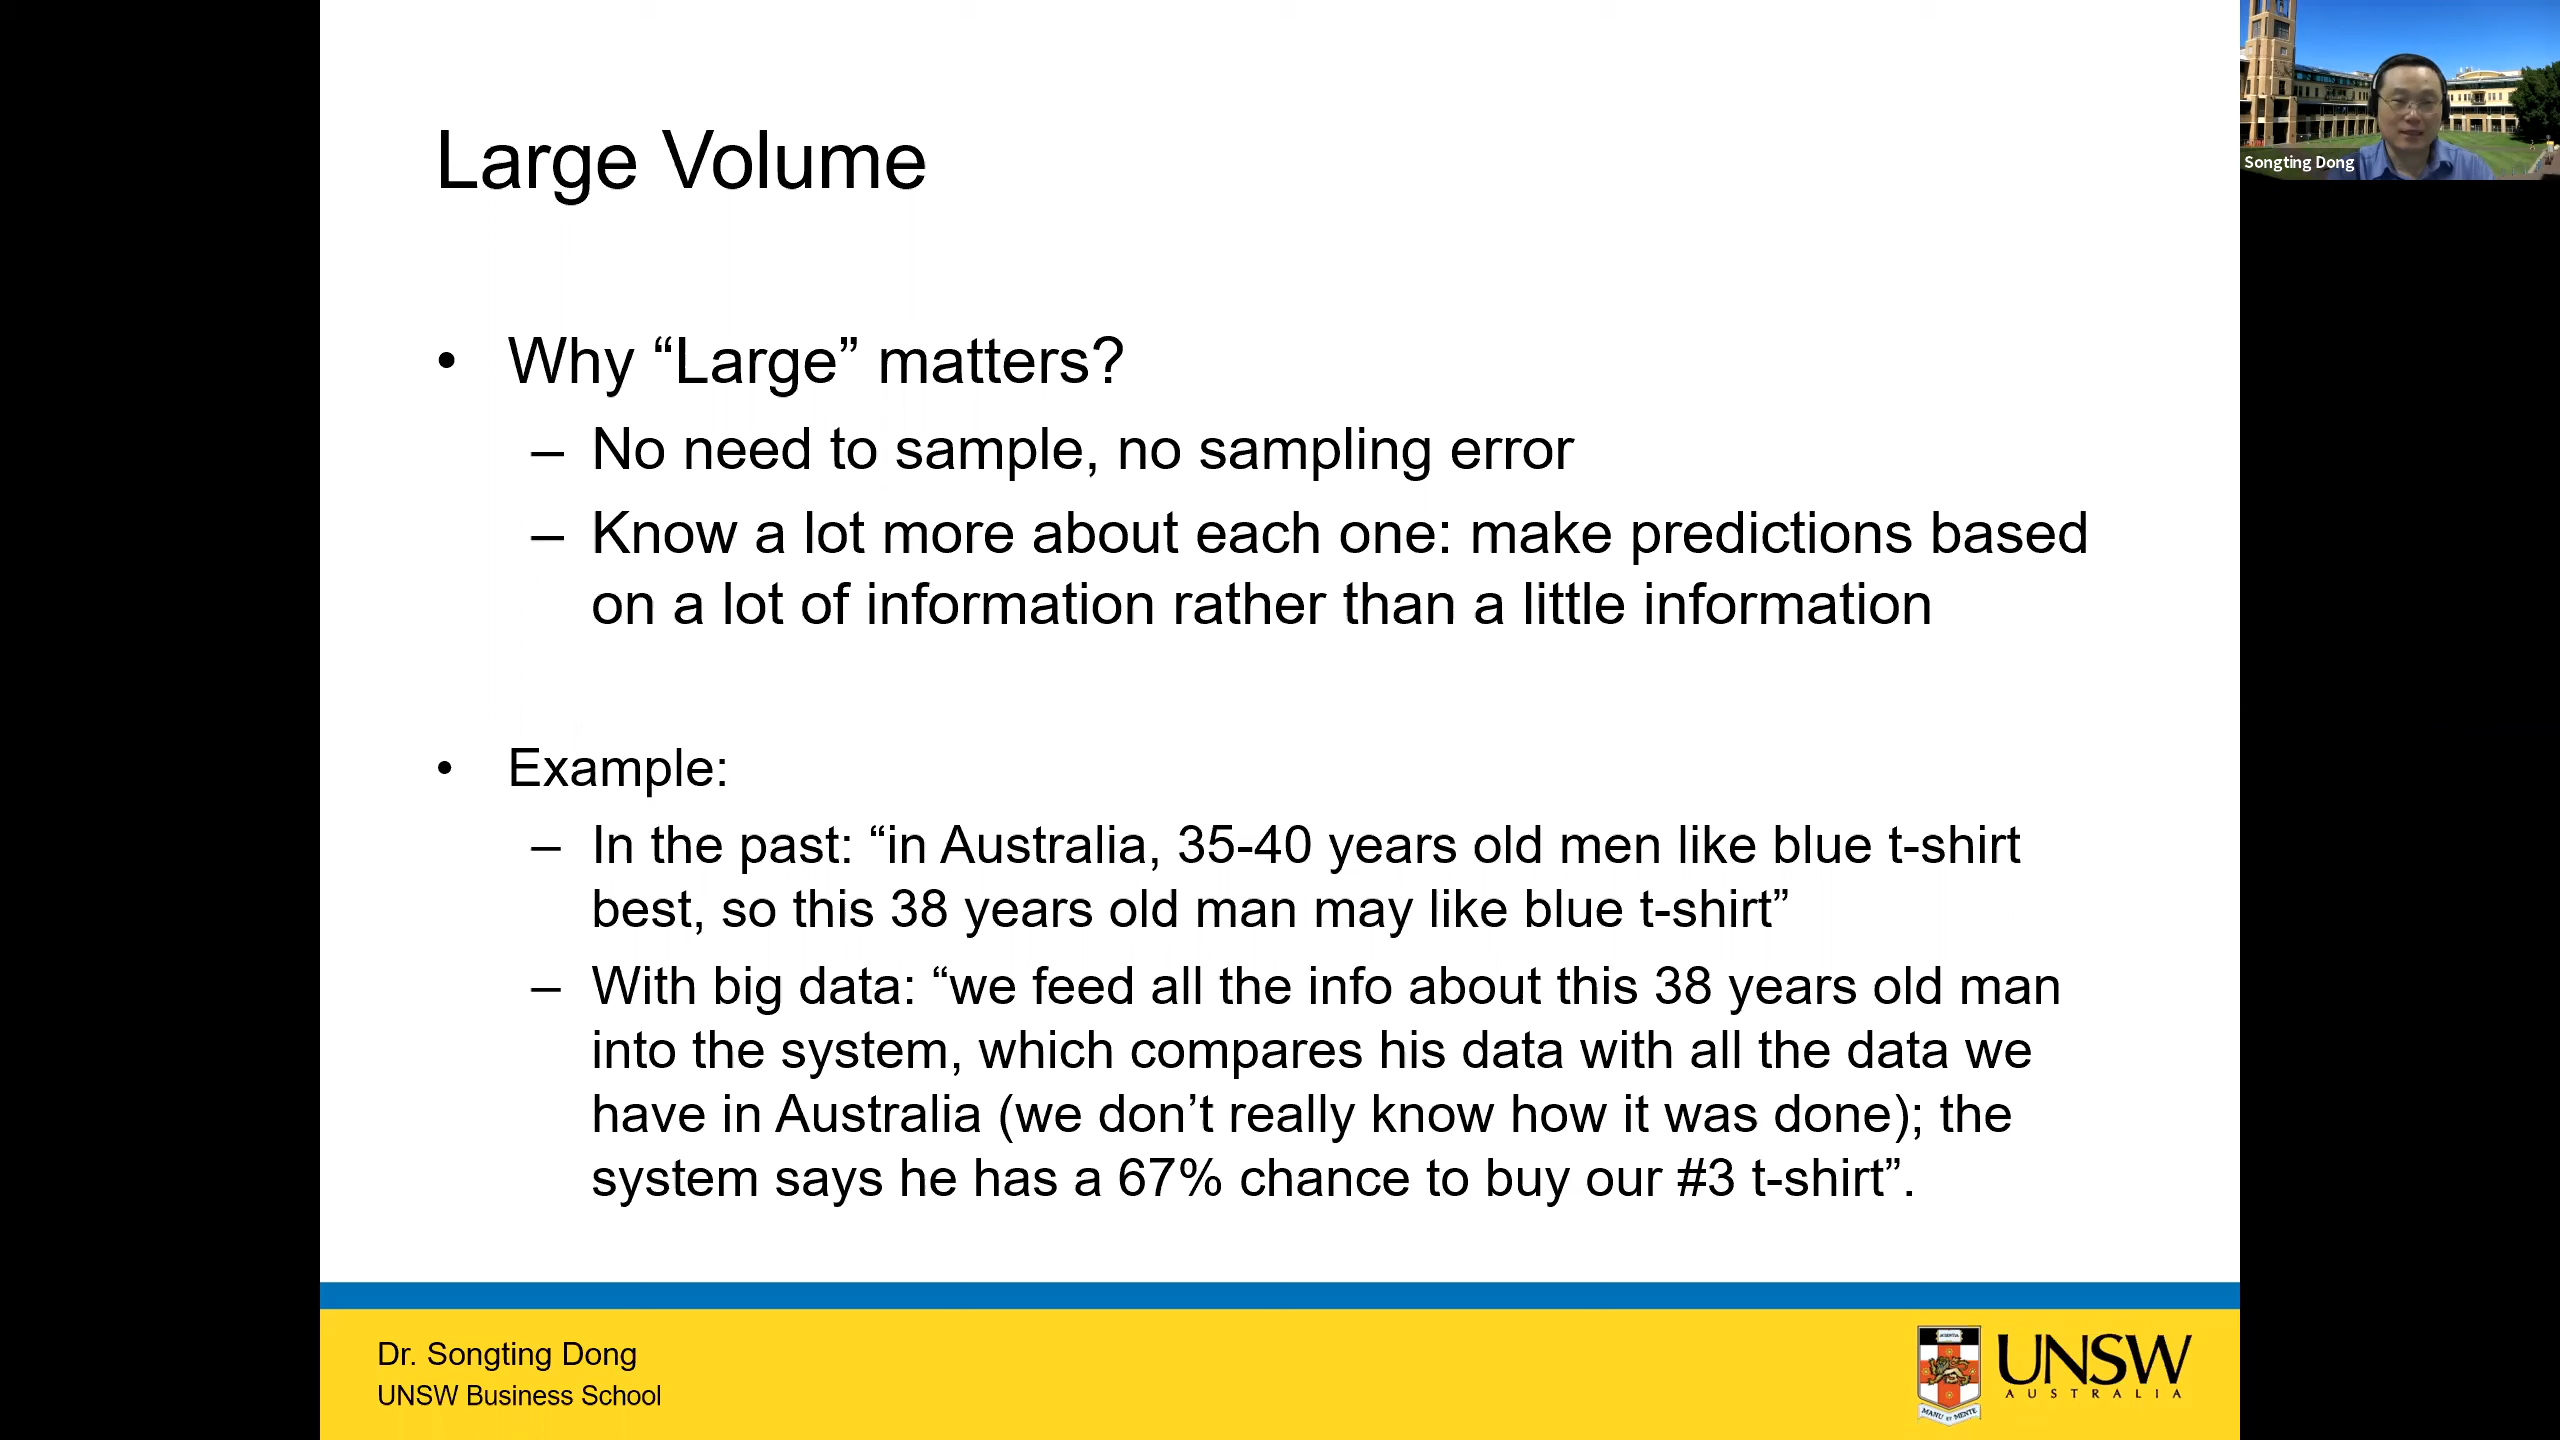 Large Volume
Songting Dong
• Why “Large” matters?
– No need to sample, no sampling error
– Know a lot more about each one: make predictions based
on a lot of information rather than a little information
• Example:
– In the past: “in Australia, 35-40 years old men like blue t-shirt
best, so this 38 years old man may like blue t-shirt”
– With big data: “we feed all the info about this 38 years old man
into the system, which compares his data with all the data we
have in Australia (we don’t really know how it was done); the
system says he has a 67% chance to buy our #3 t-shirt”.
Dr. Songting Dong
UNSW Business School
SCIENTIA
MANU ET MENTE
UNSW
AUSTRALIA